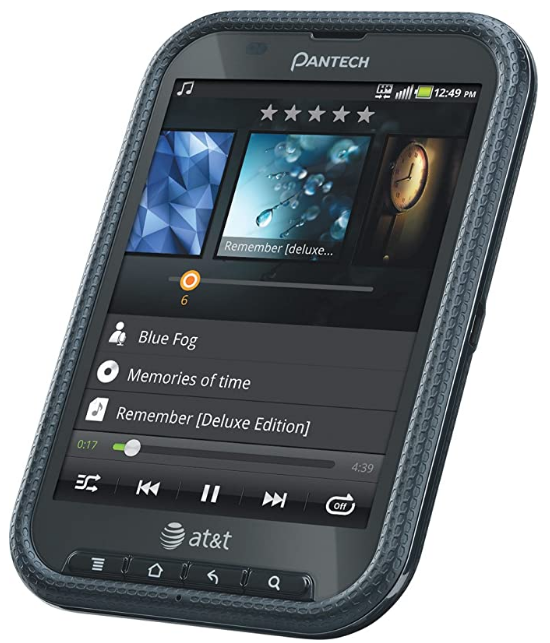 PANTECH
H+ 12:49 PM
Remember [deluxe...
6
Blue Fog
Memories of time
Remember [Deluxe Edition]
0:17 4:39
Off
at&t